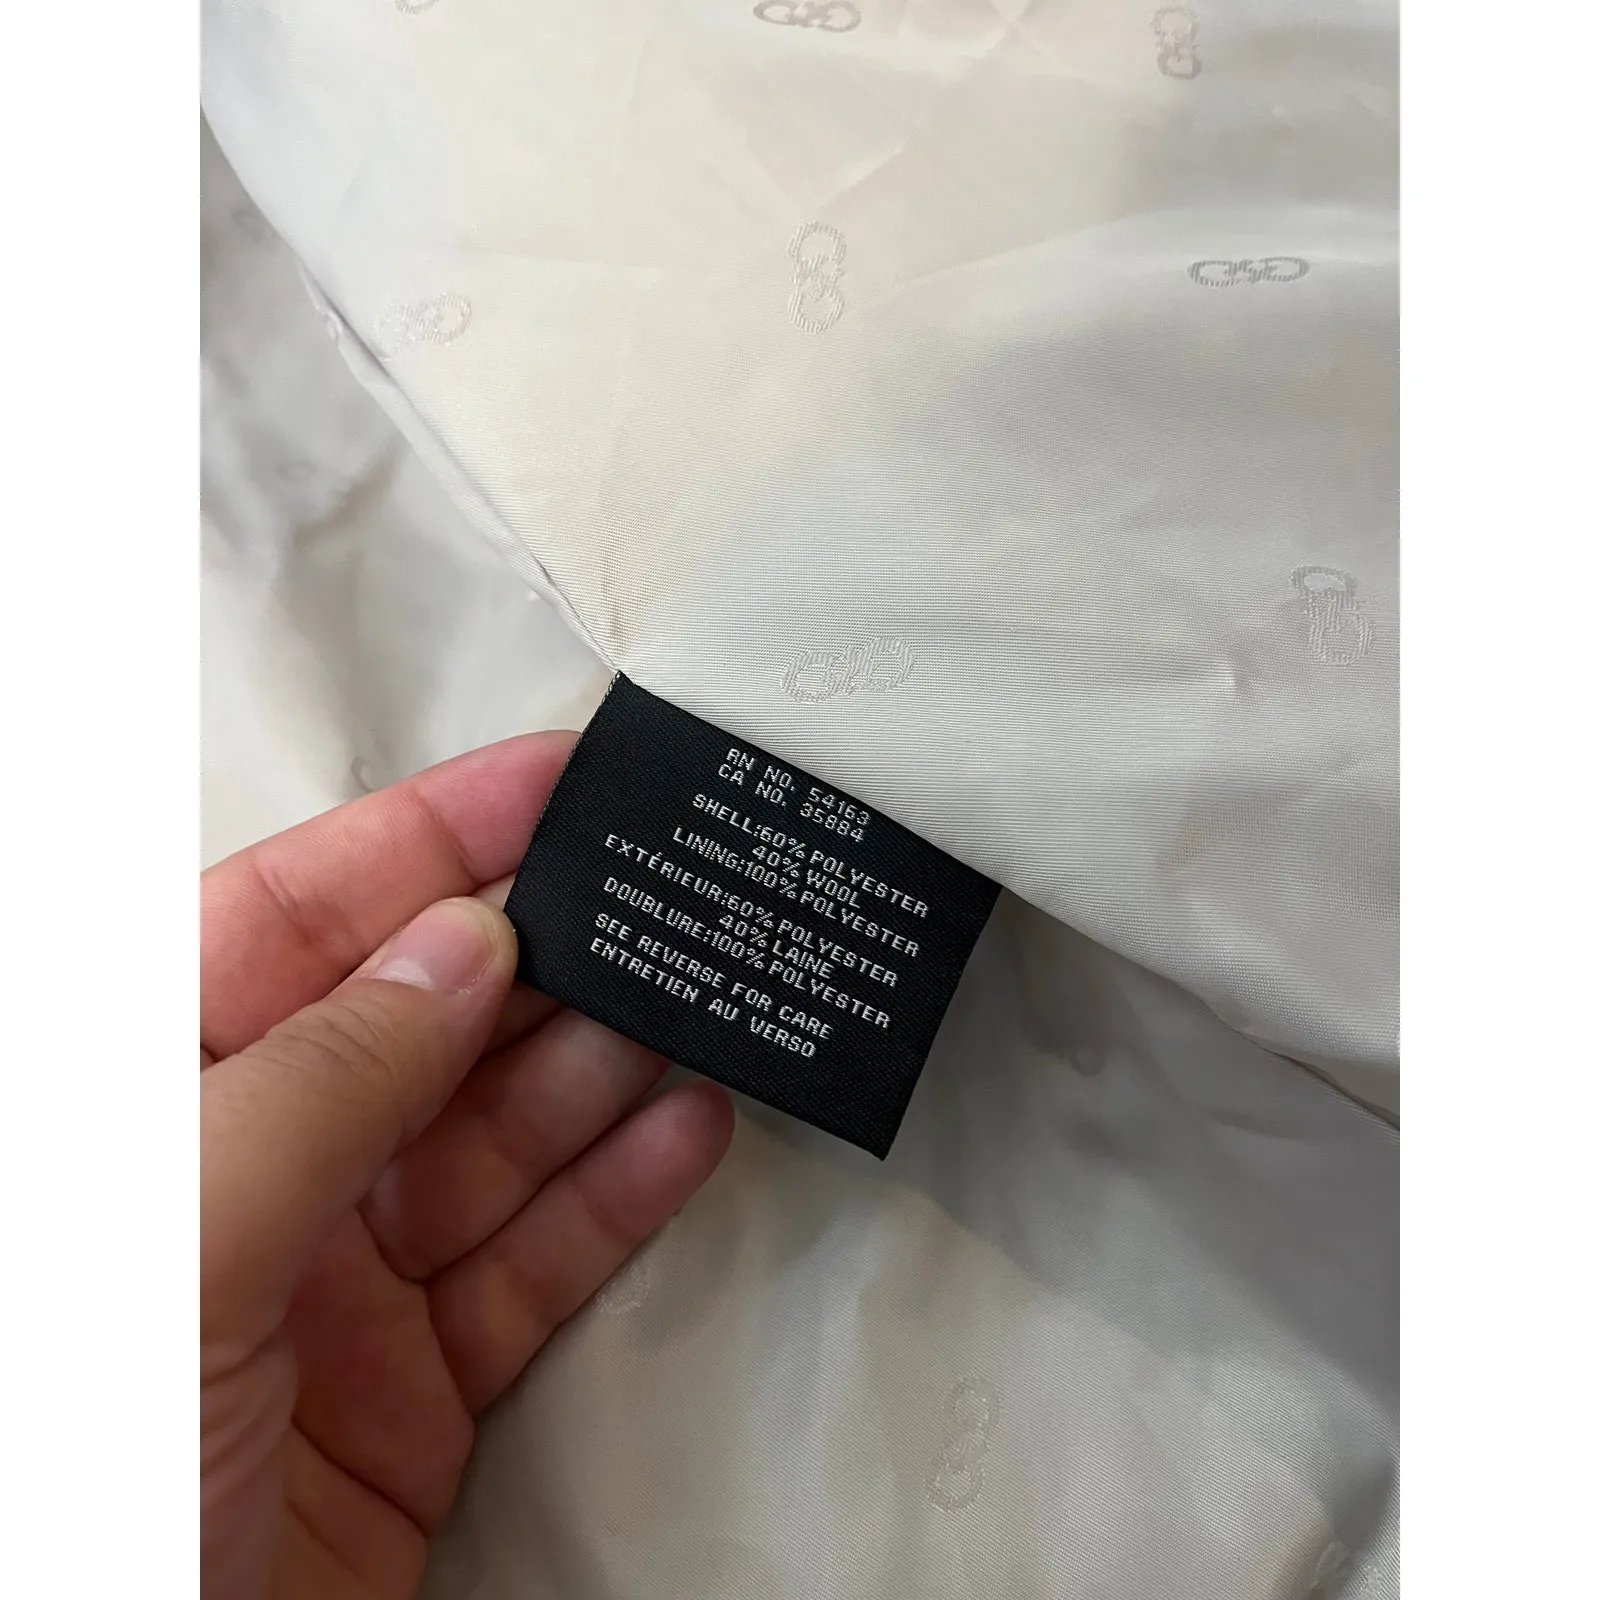 RN NO. 54163
CA NO. 35884
SHELL:60% POLYESTER
40% WOOL
LINING:100% POLYESTER
EXTÉRIEUR:60% POLYESTER
40% LAINE
DOUBLURE:100% POLYESTER
SEE REVERSE FOR CARE
ENTRETIEN AU VERSO